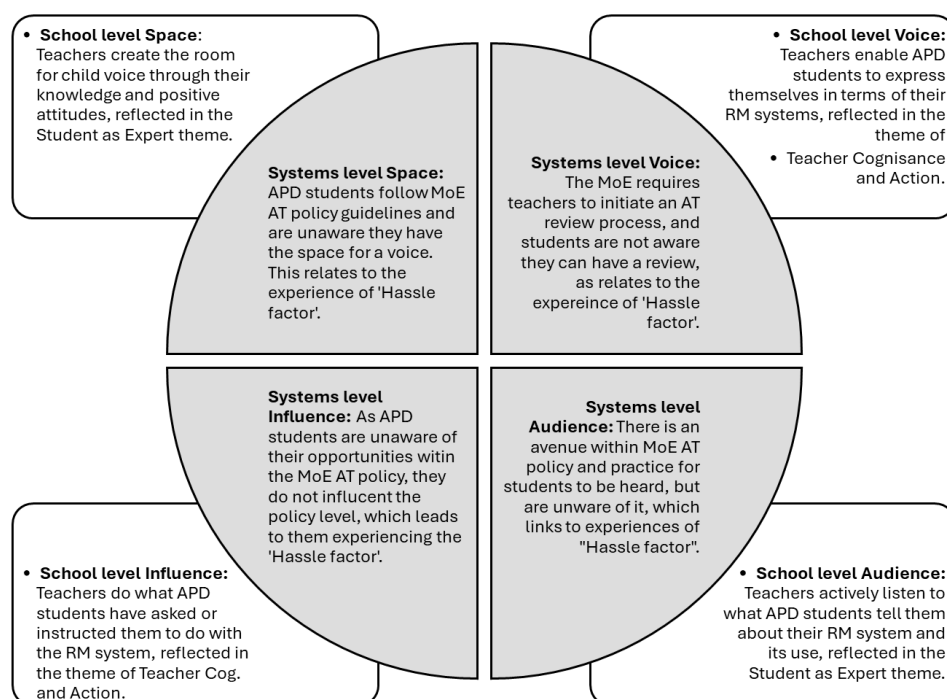 • School level Space:
Teachers create the room
for child voice through their
knowledge and positive
attitudes, reflected in the
Student as Expert theme.
• School level Voice:
Teachers enable APD
students to express
themselves in terms of their
RM systems, reflected in the
theme of
• Teacher Cognisance
and Action.
Systems level Space:
APD students follow MoE
AT policy guidelines and
are unaware they have
the space for a voice.
This relates to the
experience of 'Hassle
factor'.
Systems level Voice:
The MoE requires
teachers to initiate an AT
review process, and
students are not aware
they can have a review,
as relates to the
expereince of 'Hassle
factor'.
Systems level
Influence: As APD
students are unaware of
their opportunities witin
the MoE AT policy, they
do not influcent the
policy level, which leads
to them experiencing the
'Hassle factor'.
Systems level
Audience: There is an
avenue within MoE AT
policy and practice for
students to be heard, but
are unware of it, which
links to experiences of
"Hassle factor".
• School level Influence:
Teachers do what APD
students have asked or
instructed them to do with
the RM system, reflected in
the theme of Teacher Cog.
and Action.
• School level Audience:
Teachers actively listen to
what APD students tell them
about their RM system and
its use, reflected in the
Student as Expert theme.